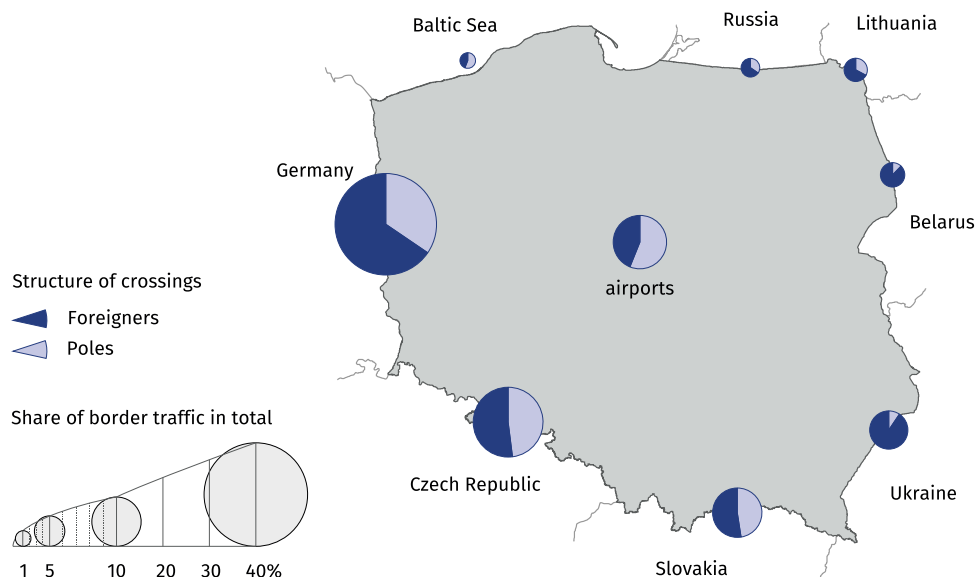 Baltic Sea
Russia
Lithuania
Germany
Belarus
airports
Structure of crossings
Foreigners
Poles
Share of border traffic in total
Czech Republic
Ukraine
Slovakia
1 5 10 20 30 40%